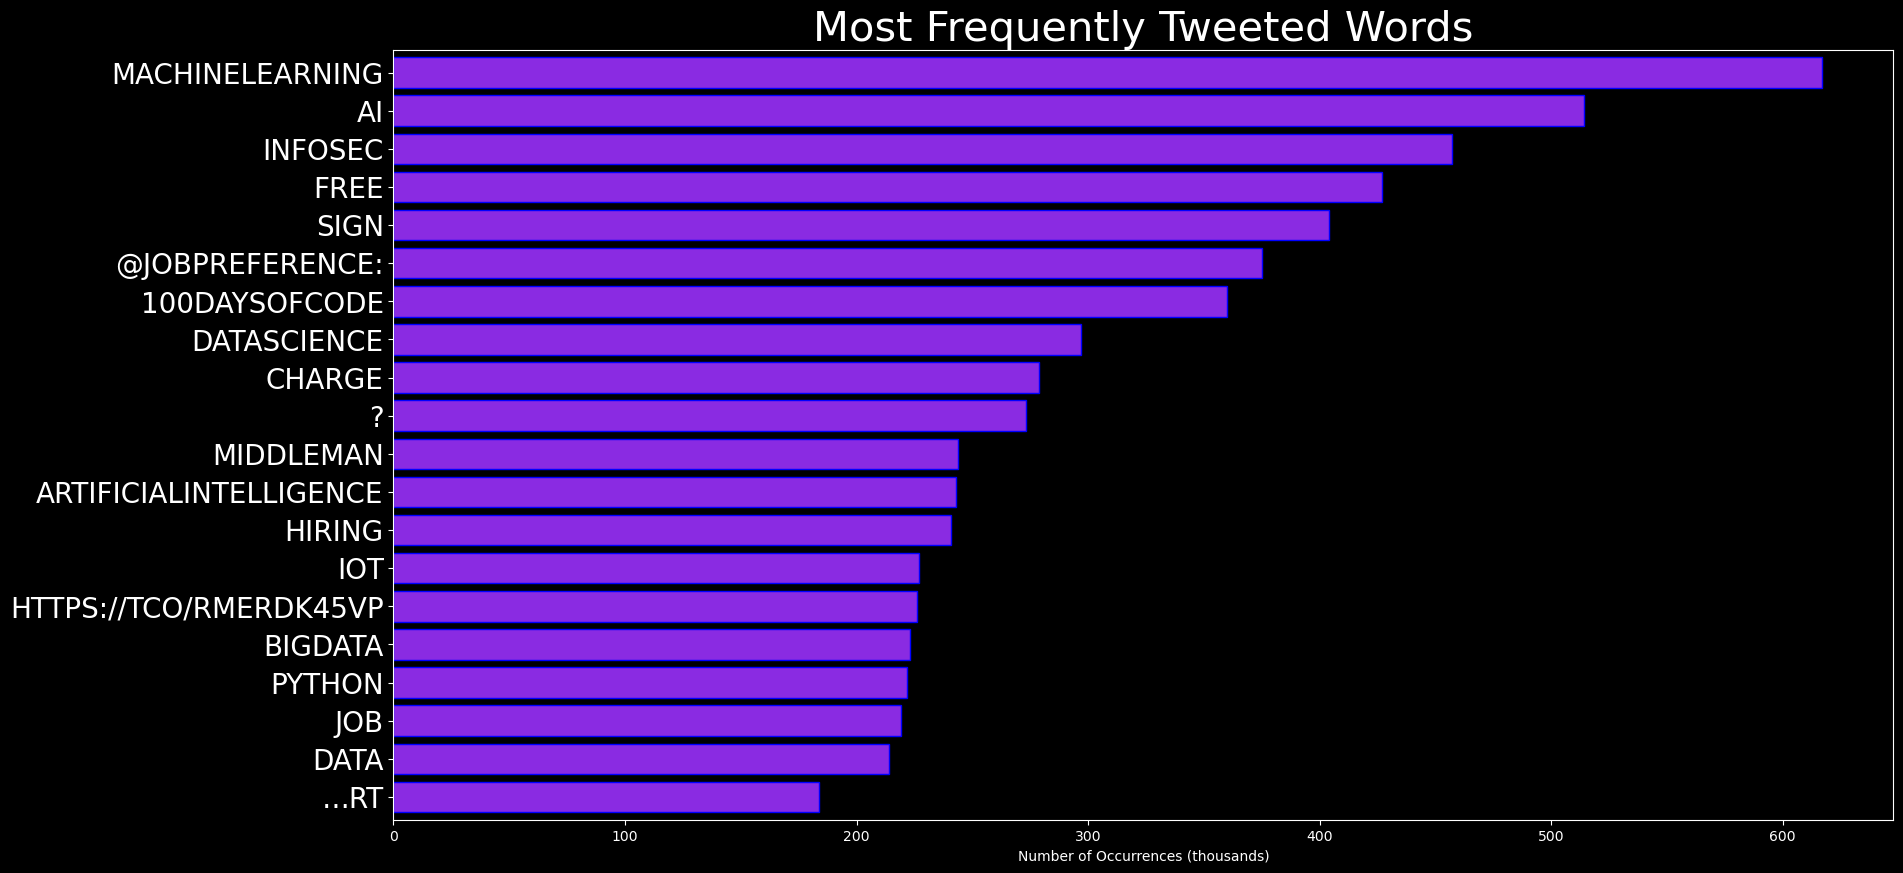 Most Frequently Tweeted Words
MACHINELEARNING
AI
INFOSEC
FREE
SIGN
@JOBPREFERENCE:
100DAYSOFCODE
DATASCIENCE
CHARGE
?
MIDDLEMAN
ARTIFICIALINTELLIGENCE
HIRING
IOT
HTTPS://TCO/RMERDK45VP
BIGDATA
PYTHON
JOB
DATA
…RT
0 100 200 300 400 500 600
Number of Occurrences (thousands)